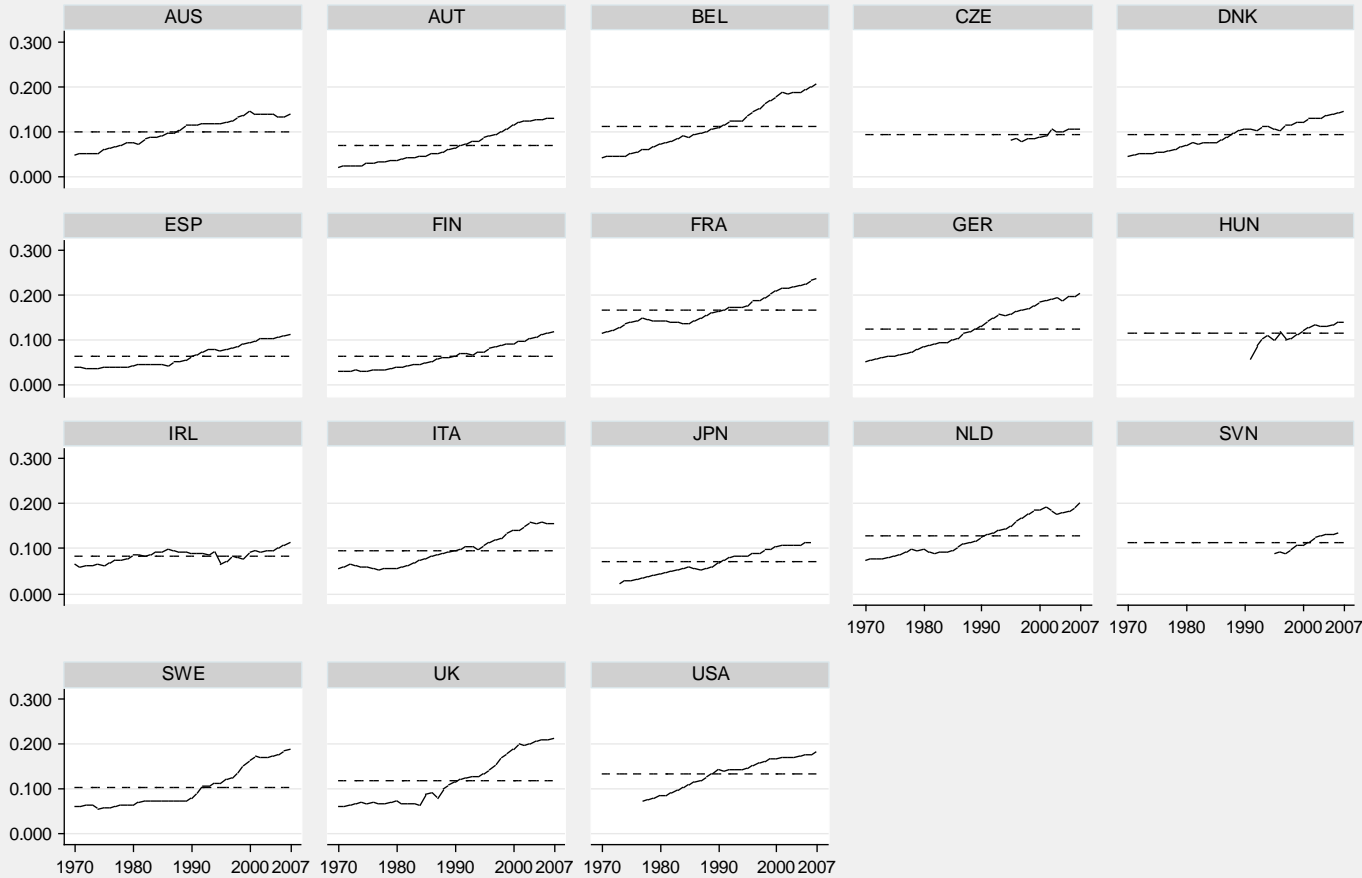 AUS AUT BEL CZE DNK
0.300
0.200
0.100
0.000
ESP FIN FRA GER HUN
0.300
0.200
0.100
0.000
IRL ITA JPN NLD SVN
0.300
0.200
0.100
0.000
1970 1980 1990 2000 2007 1970 1980 1990 2000 2007
SWE UK USA
0.300
0.200
0.100
0.000
1970 1980 1990 2000 2007 1970 1980 1990 2000 2007 1970 1980 1990 2000 2007